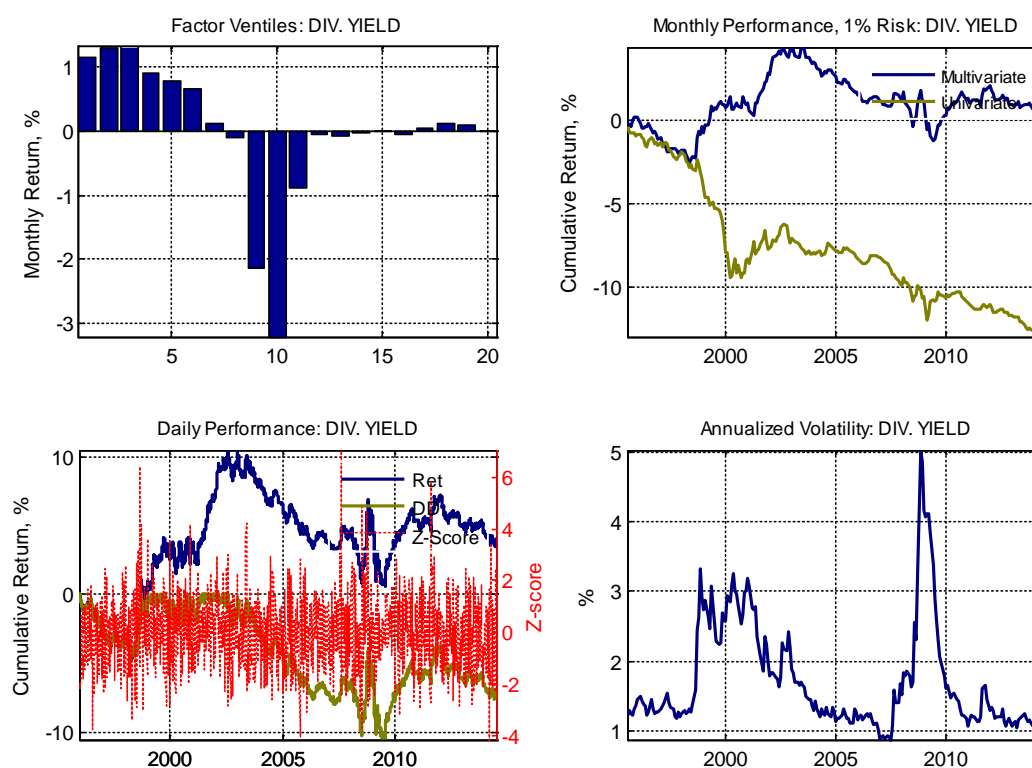 Factor Ventiles: DIV. YIELD
Monthly Return, %
1
0
-1
-2
-3
5
10
15
20
Monthly Performance, 1% Risk: DIV. YIELD
Cumulative Return, %
0
-5
-10
2000
2005
2010
Multivariate
Univariate
Daily Performance: DIV. YIELD
Cumulative Return, %
10
0
-10
2000
2005
2010
Ret
DD
Z-Score
6
4
2
0
-2
-4
Z-score
Annualized Volatility: DIV. YIELD
%
5
4
3
2
1
2000
2005
2010